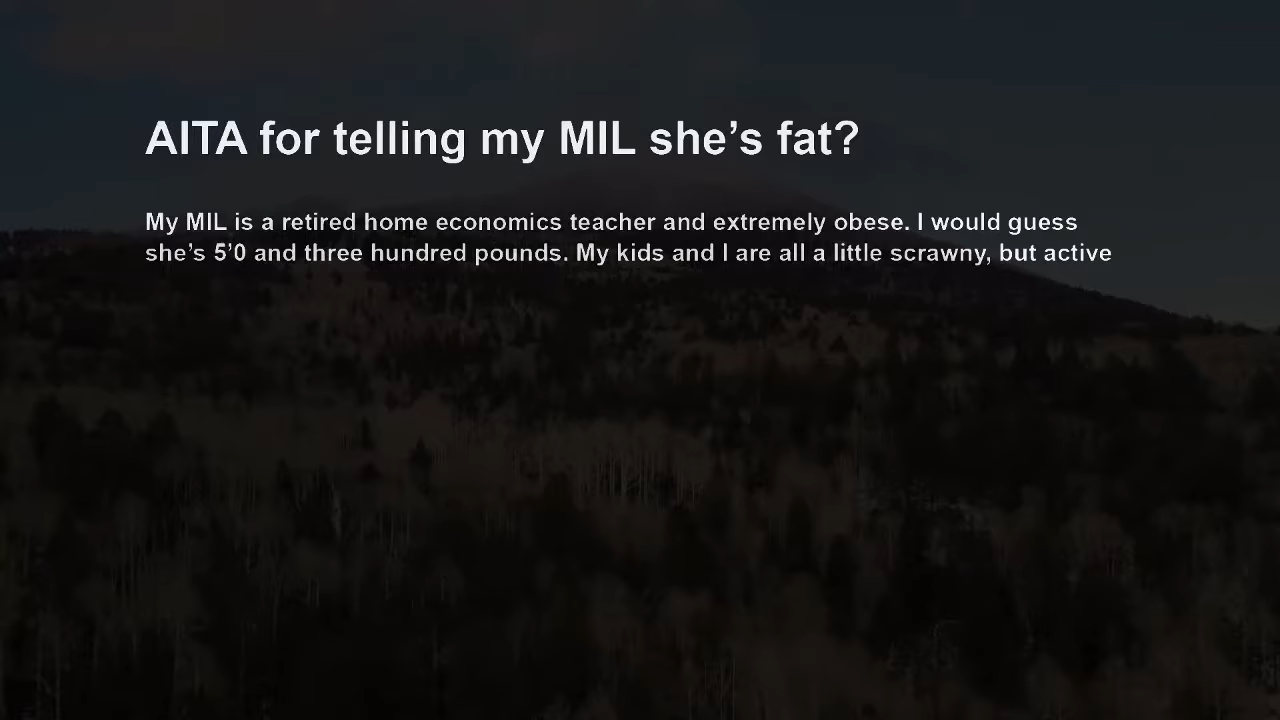 AITA for telling my MIL she’s fat?
My MIL is a retired home economics teacher and extremely obese. I would guess
she’s 5’0 and three hundred pounds. My kids and I are all a little scrawny, but active